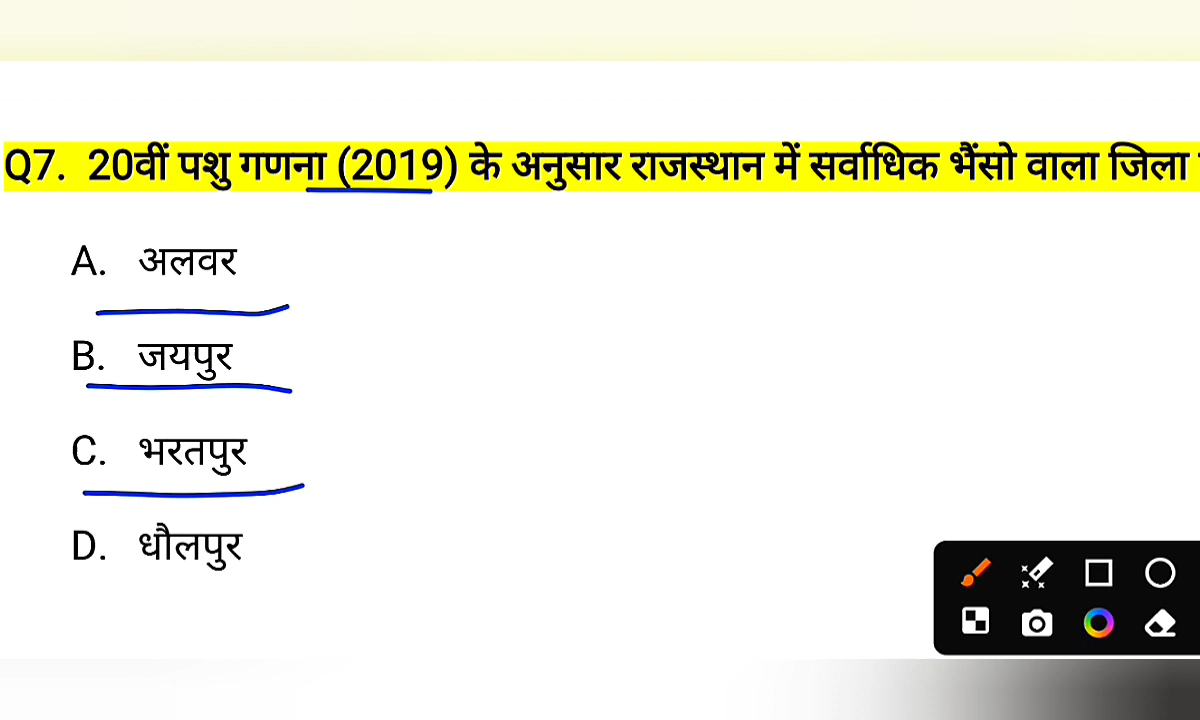 Q7. 20वीं पशु गणना (2019) के अनुसार राजस्थान में सर्वाधिक भैंसो वाला जिला
A. अलवर
B. जयपुर
C. भरतपुर
D. धौलपुर